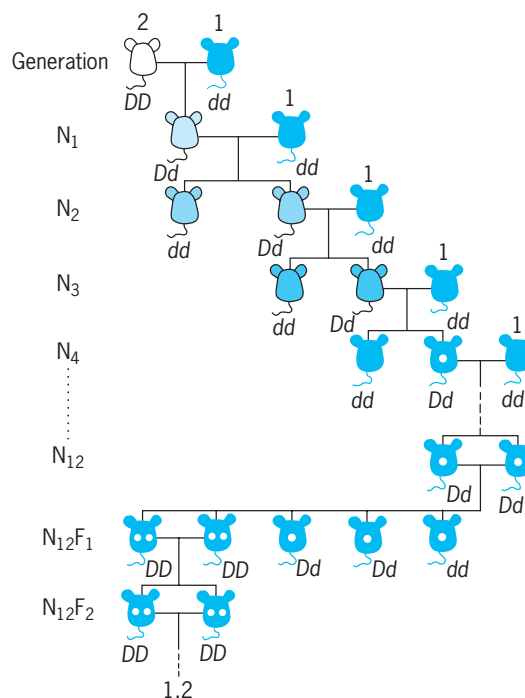 2 1
Generation
DD dd
1
N₁
Dd dd
1
N₂
dd Dd dd
1
N₃
dd Dd dd
1
N₄
dd Dd dd
N₁₂
Dd Dd
N₁₂F₁
DD DD Dd Dd dd
N₁₂F₂
DD DD
1.2